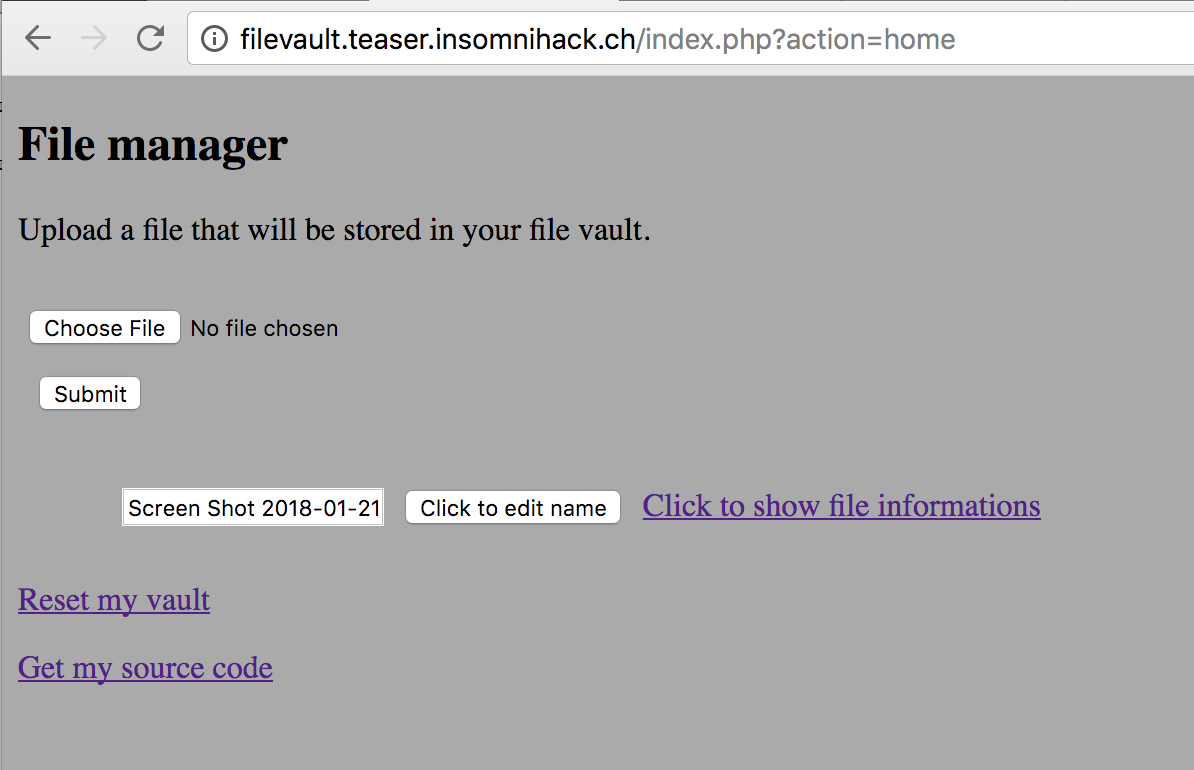 filevault.teaser.insomnihack.ch/index.php?action=home
File manager
Upload a file that will be stored in your file vault.
Choose File No file chosen
Submit
Screen Shot 2018-01-21 Click to edit name Click to show file informations
Reset my vault
Get my source code